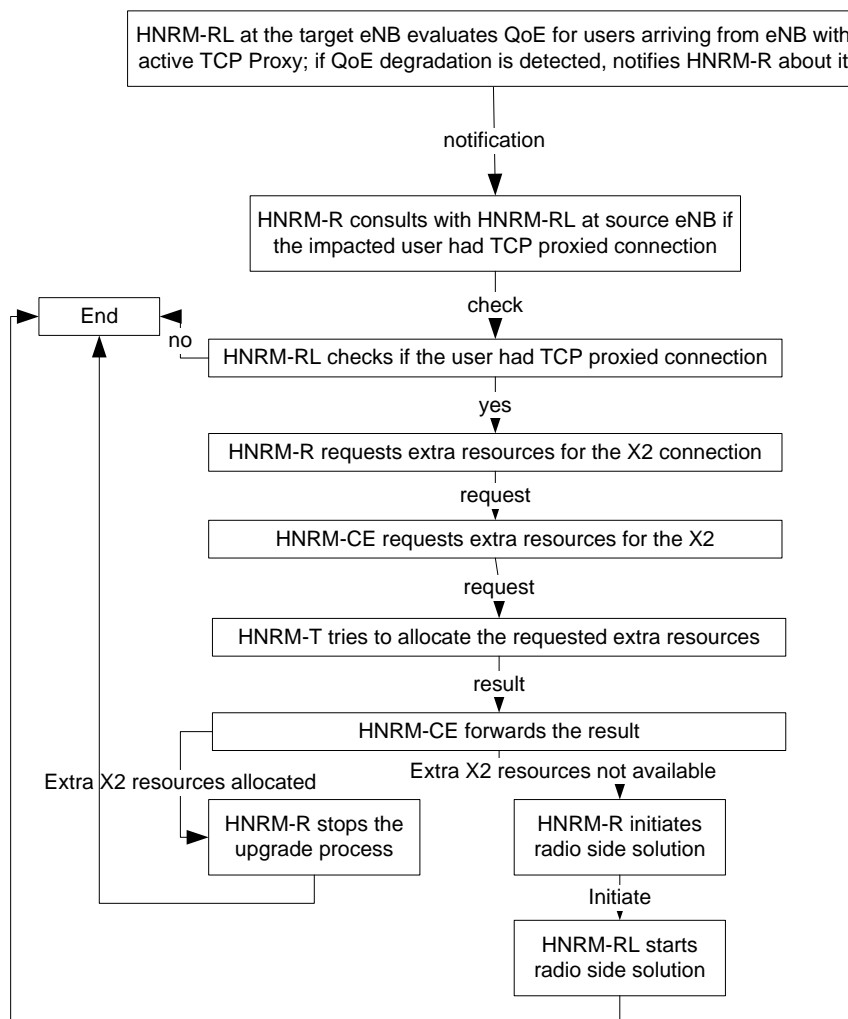 HNRM-RL at the target eNB evaluates QoE for users arriving from eNB with
active TCP Proxy; if QoE degradation is detected, notifies HNRM-R about it
notification
HNRM-R consults with HNRM-RL at source eNB if
the impacted user had TCP proxied connection
check
End
no
HNRM-RL checks if the user had TCP proxied connection
yes
HNRM-R requests extra resources for the X2 connection
request
HNRM-CE requests extra resources for the X2
request
HNRM-T tries to allocate the requested extra resources
result
HNRM-CE forwards the result
Extra X2 resources allocated
Extra X2 resources not available
HNRM-R stops the
upgrade process
HNRM-R initiates
radio side solution
Initiate
HNRM-RL starts
radio side solution